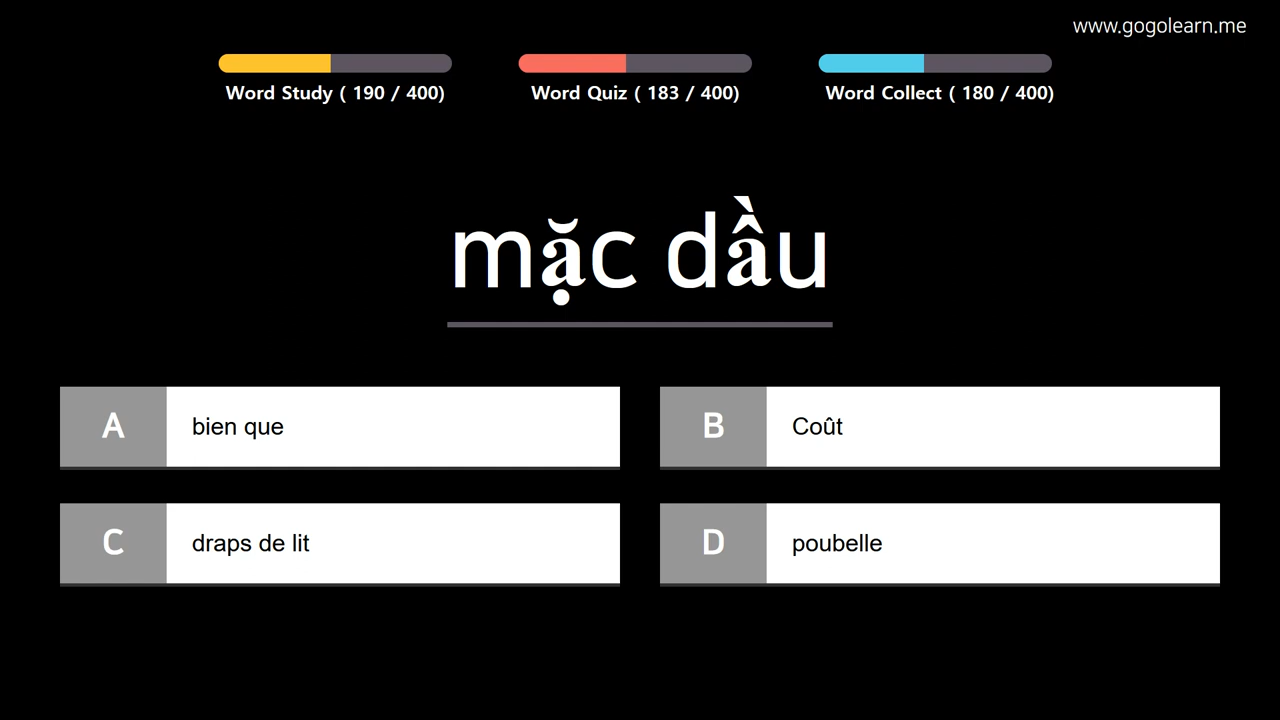 www.gogolearn.me
Word Study ( 190 / 400)
Word Quiz ( 183 / 400)
Word Collect ( 180 / 400)
mặc dầu
A bien que
B Coût
C draps de lit
D poubelle